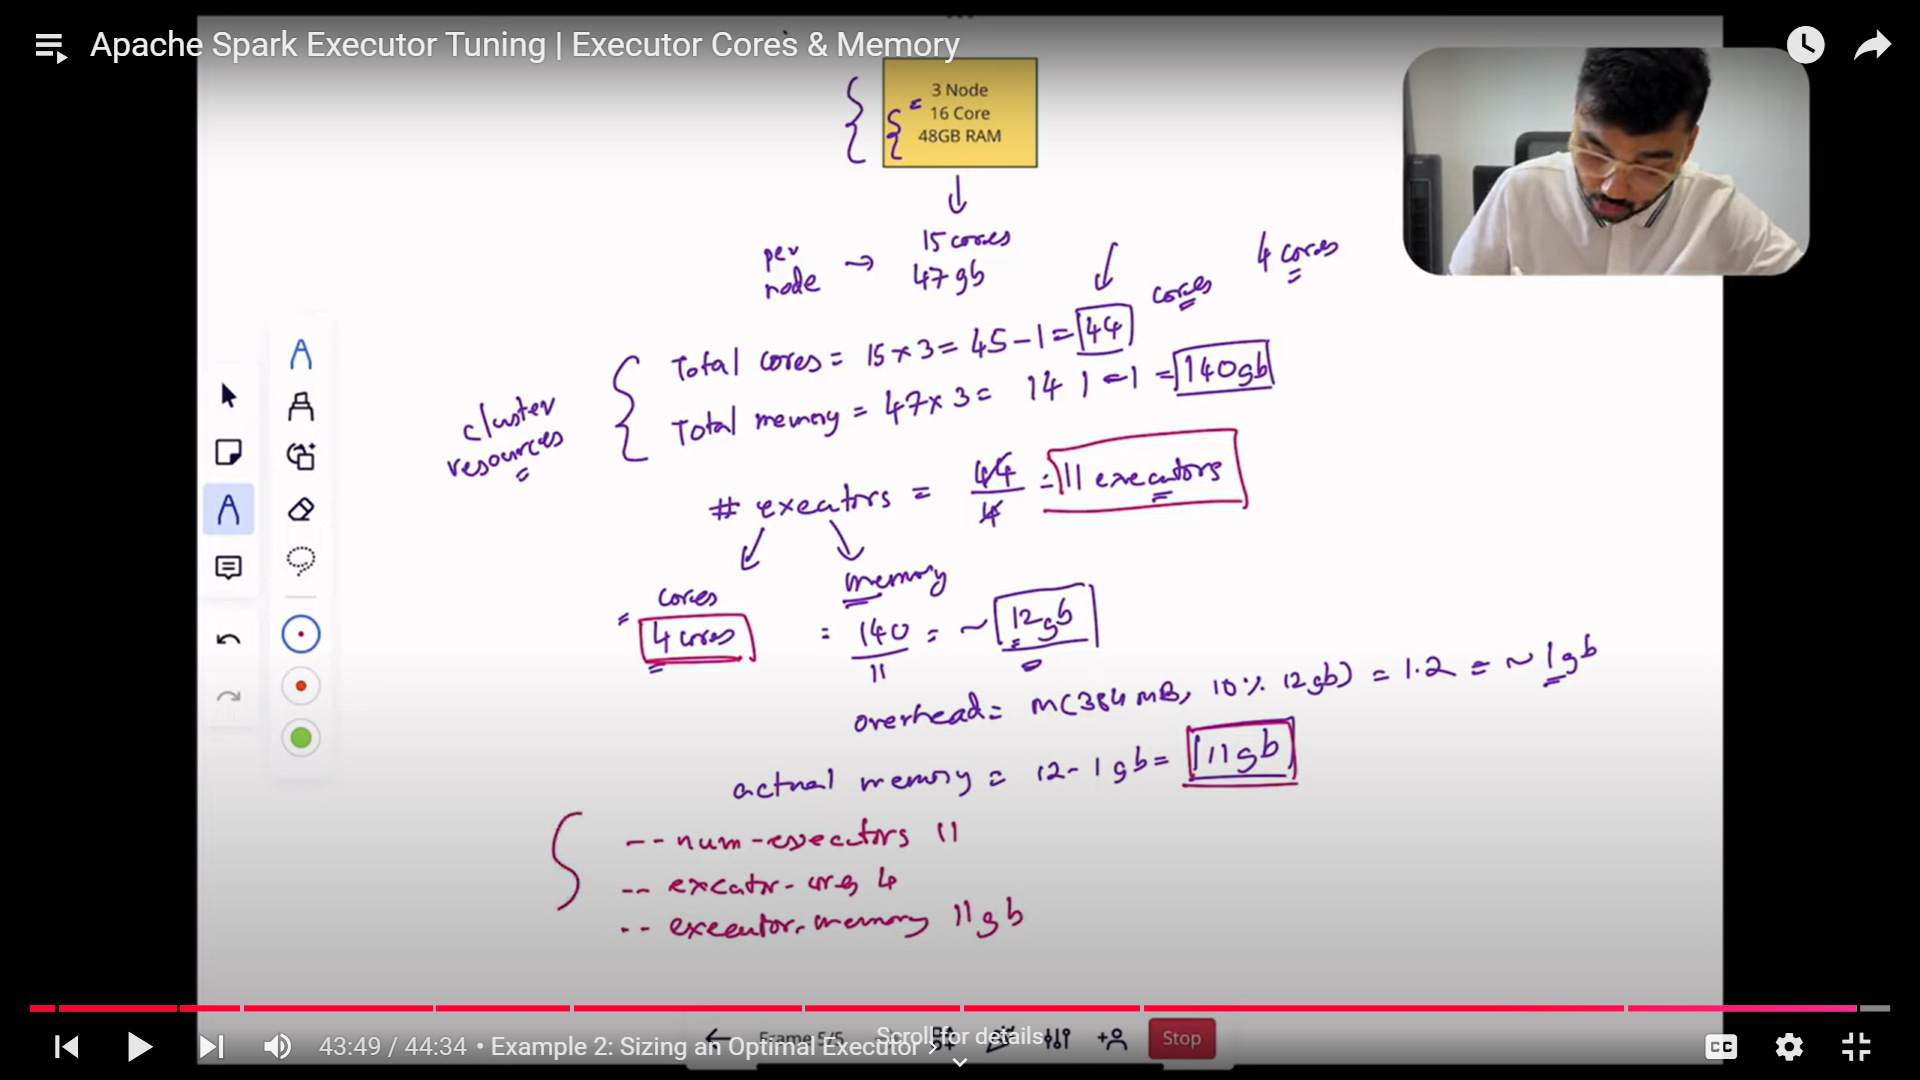 Apache Spark Executor Tuning | Executor Cores & Memory
3 Node
16 Core
48GB RAM
per node → 15 cores
47 gb
4 cores
cores
Total cores = 15 x 3 = 45 - 1 = 44
Total memory = 47 x 3 = 141 - 1 = 140gb
cluster
resources
# executors = 44/4 = 11 executors
cores
4 cores
memory
= 140/11 = ~ 12gb
overhead = M(384 MB, 10% 12gb) = 1.2 = ~ 1gb
actual memory = 12 - 1 gb = 11gb
-- num-executors 11
-- executor-cores 4
-- executor-memory 11gb
Frame 5/5
Scroll for details
Stop
43:49 / 44:34 • Example 2: Sizing an Optimal Executor >
CC